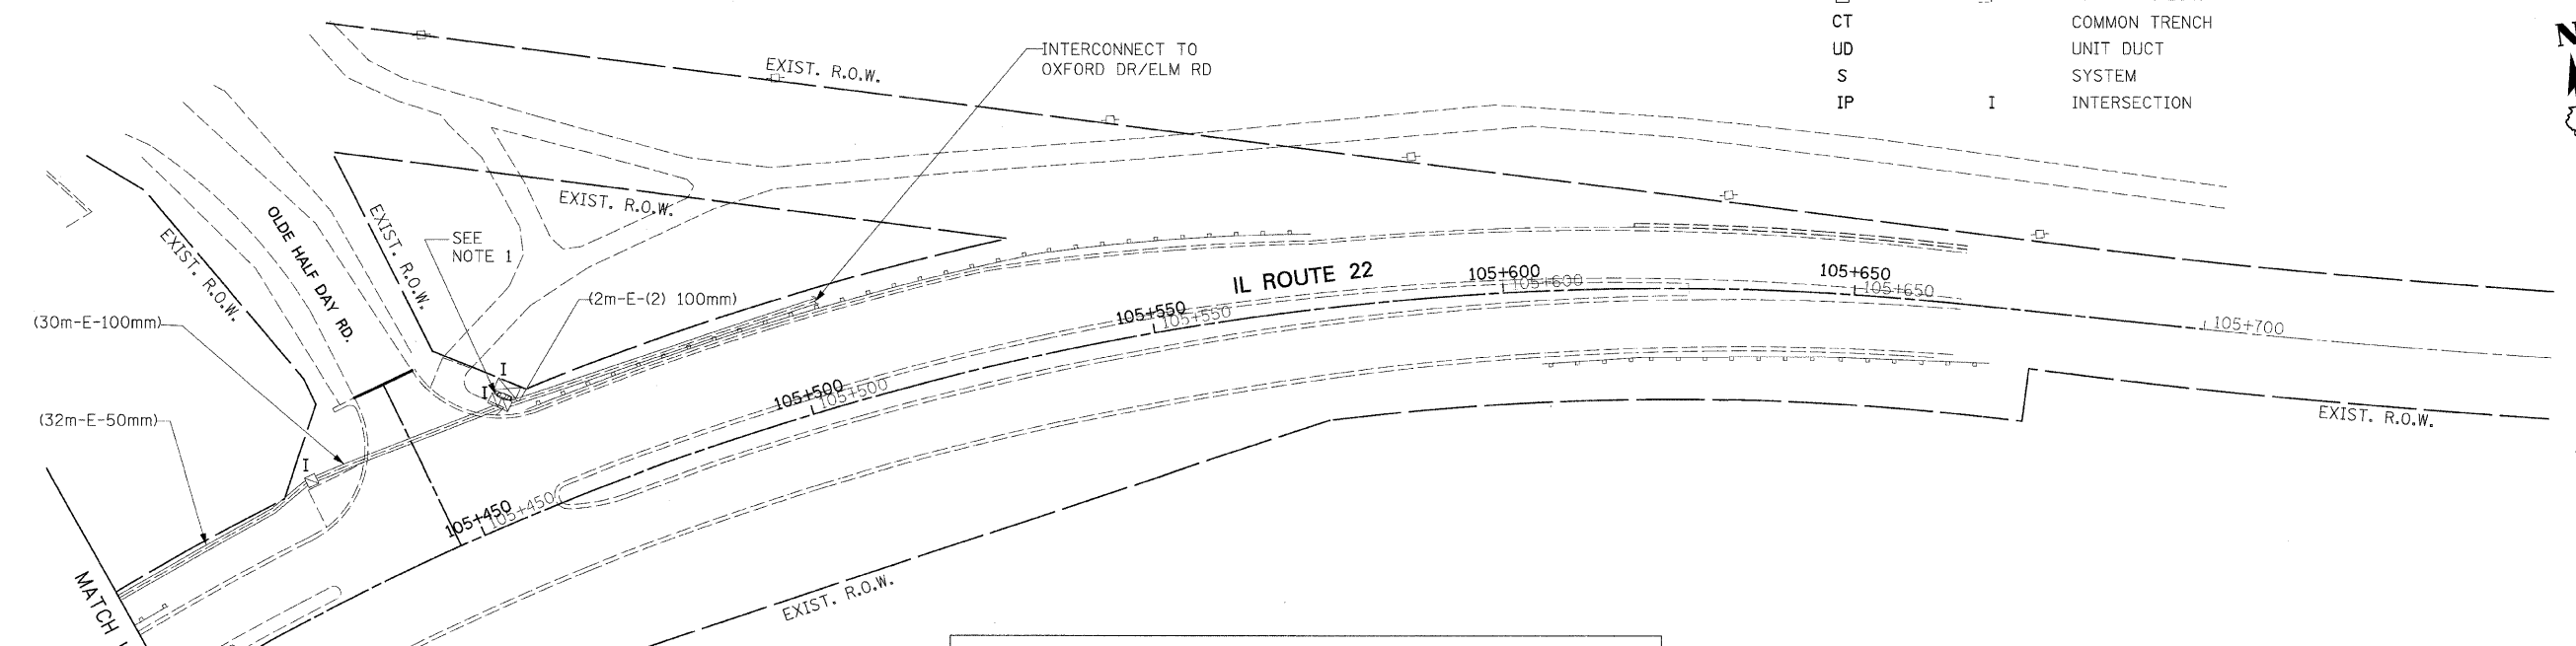 CT COMMON TRENCH
UD UNIT DUCT
S SYSTEM
IP I INTERSECTION
N
INTERCONNECT TO
OXFORD DR/ELM RD
EXIST. R.O.W.
EXIST. R.O.W.
EXIST. R.O.W.
EXIST. R.O.W.
OLDE HALF DAY RD.
SEE
NOTE 1
(2m-E-(2) 100mm)
(30m-E-100mm)
(32m-E-50mm)
I
I
I
IL ROUTE 22
105+450
105+450
105+500
105+500
105+550
105+550
105+600
105+600
105+650
105+650
105+700
EXIST. R.O.W.
EXIST. R.O.W.
MATCH